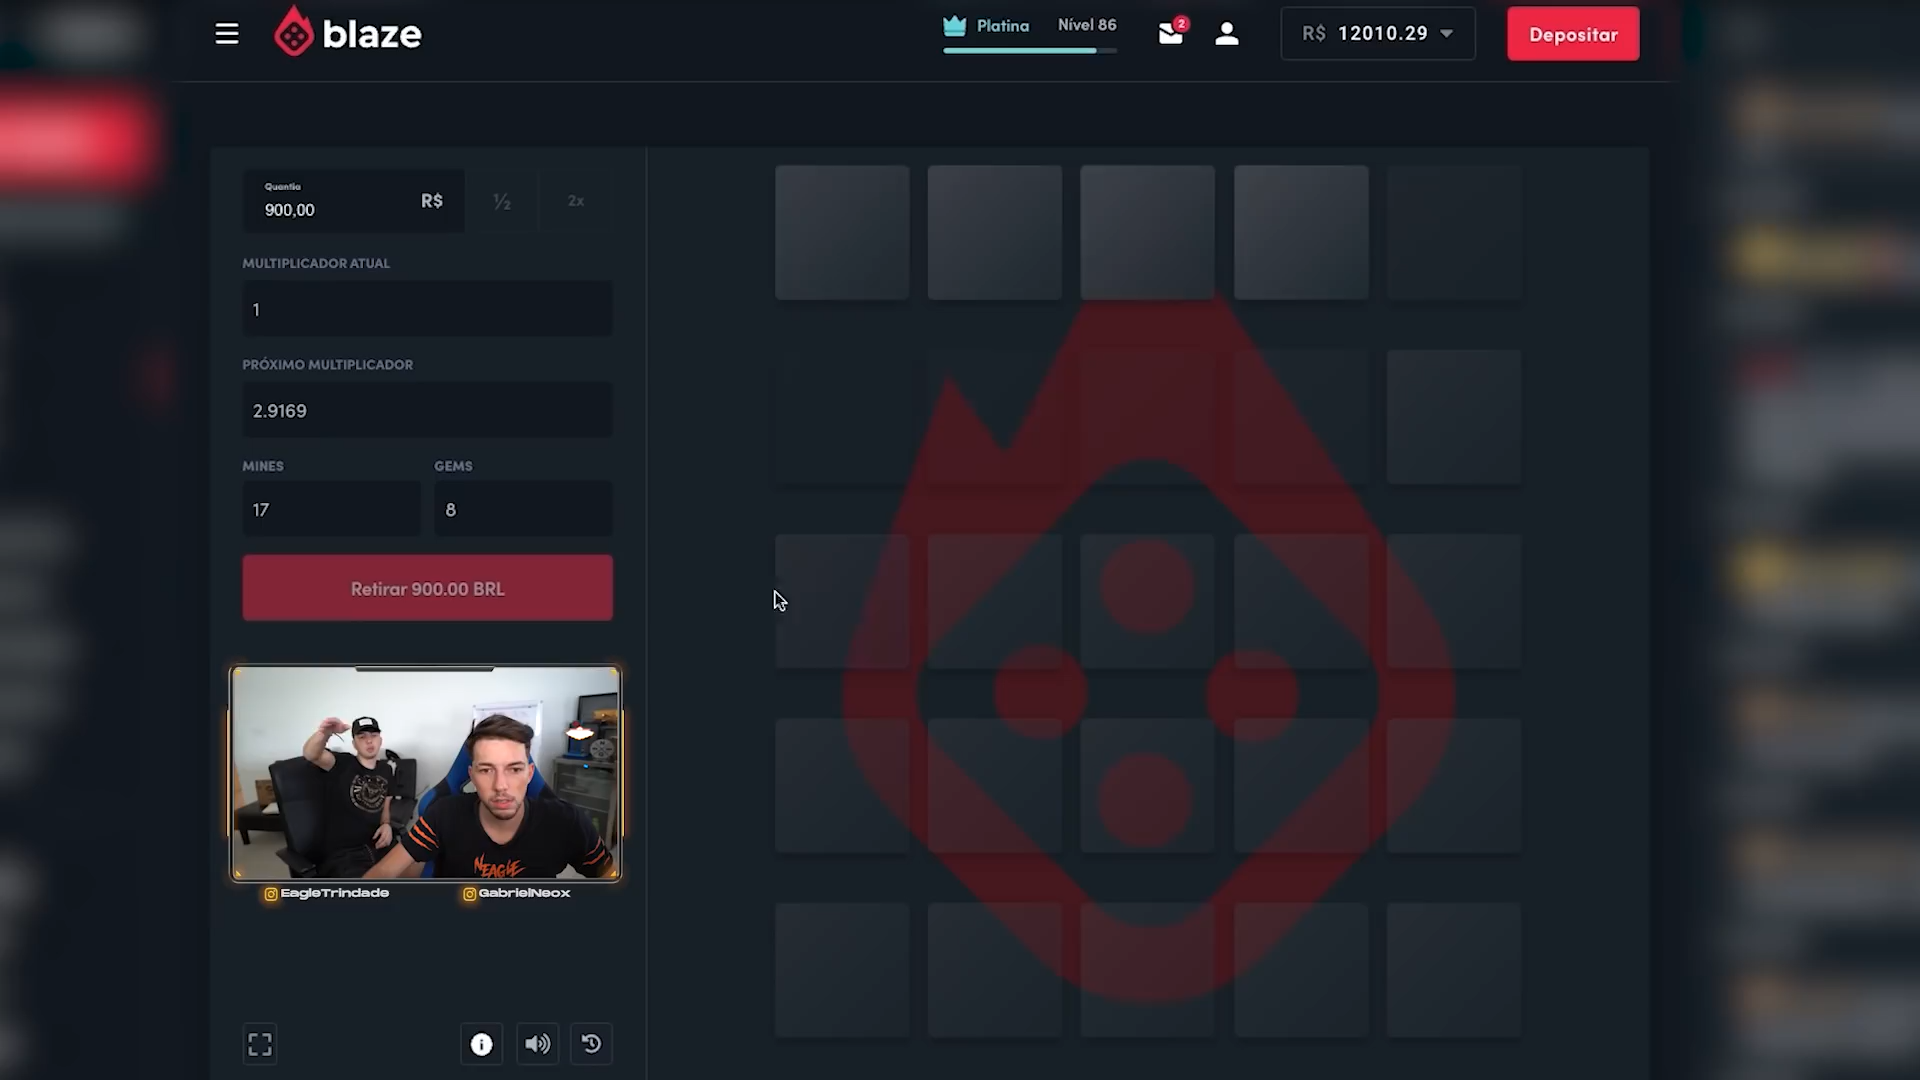 blaze
Platina Nível 86
2
R$ 12010.29
Depositar
Quantia
900,00
R$
½
2x
MULTIPLICADOR ATUAL
1
PRÓXIMO MULTIPLICADOR
2.9169
MINES GEMS
17 8
Retirar 900.00 BRL
NEAGLE
EagleTrindade GabrielNeox